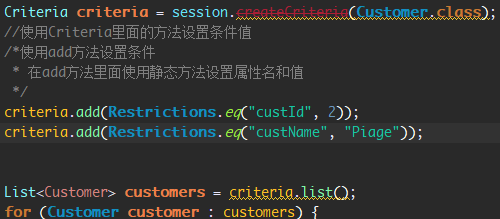 Criteria criteria = session.createCriteria(Customer.class);
//使用Criteria里面的方法设置条件值
/*使用add方法设置条件
 * 在add方法里面使用静态方法设置属性名和值
 */
criteria.add(Restrictions.eq("custId", 2));
criteria.add(Restrictions.eq("custName", "Piage"));
List<Customer> customers = criteria.list();
for (Customer customer : customers) {